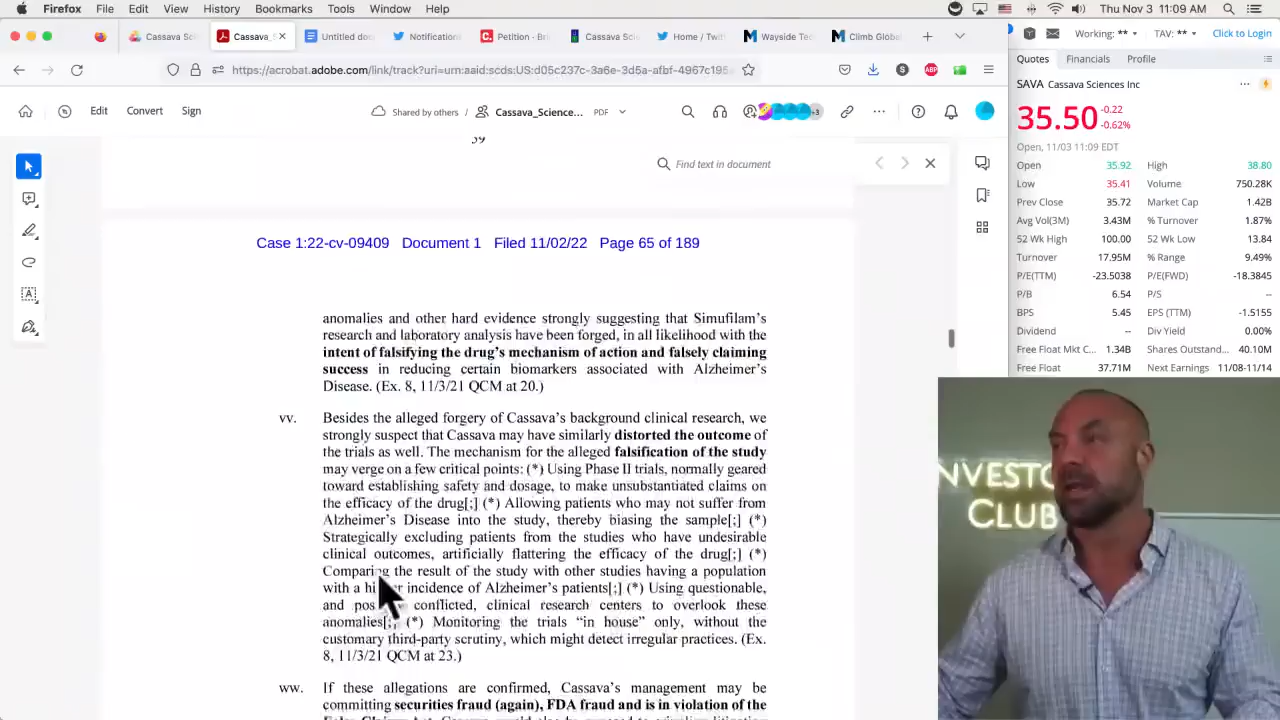 Firefox File Edit View History Bookmarks Tools Window Help
Thu Nov 3 11:09 AM
Cassava Sci
Cassava_
Untitled doc
Notification
Petition - Bri
Cassava Sci
Home / Twit
Wayside Tec
Climb Global
https://acrobat.adobe.com/link/track?uri=urn:aaid:scds:US:d05c237c-3a6e-3d5a-afbf-4967c195
Edit Convert Sign
Shared by others
Cassava_Science... PDF
+3
59
Find text in document
Case 1:22-cv-09409 Document 1 Filed 11/02/22 Page 65 of 189
anomalies and other hard evidence strongly suggesting that Simufilam's
research and laboratory analysis have been forged, in all likelihood with the
intent of falsifying the drug's mechanism of action and falsely claiming
success in reducing certain biomarkers associated with Alzheimer's
Disease. (Ex. 8, 11/3/21 QCM at 20.)
vv. Besides the alleged forgery of Cassava's background clinical research, we
strongly suspect that Cassava may have similarly distorted the outcome of
the trials as well. The mechanism for the alleged falsification of the study
may verge on a few critical points: (*) Using Phase II trials, normally geared
toward establishing safety and dosage, to make unsubstantiated claims on
the efficacy of the drug[;] (*) Allowing patients who may not suffer from
Alzheimer's Disease into the study, thereby biasing the sample[;] (*)
Strategically excluding patients from the studies who have undesirable
clinical outcomes, artificially flattering the efficacy of the drug[;] (*)
Comparing the result of the study with other studies having a population
with a incidence of Alzheimer's patients[;] (*) Using questionable,
and conflicted, clinical research centers to overlook these
anomalies[;] (*) Monitoring the trials "in house" only, without the
customary third-party scrutiny, which might detect irregular practices. (Ex.
8, 11/3/21 QCM at 23.)
ww. If these allegations are confirmed, Cassava's management may be
committing securities fraud (again), FDA fraud and is in violation of the
Working: ** TAV: ** Click to Login
Quotes Financials Profile
SAVA Cassava Sciences Inc
35.50 -0.22
-0.62%
Open, 11/03 11:09 EDT
Open 35.92 High 38.80
Low 35.41 Volume 750.28K
Prev Close 35.72 Market Cap 1.42B
Avg Vol(3M) 3.43M % Turnover 1.87%
52 Wk High 100.00 52 Wk Low 13.84
Turnover 17.95M % Range 9.49%
P/E(TTM) -23.5038 P/E(FWD) -18.3845
P/B 6.54 P/S --
BPS 5.45 EPS (TTM) -1.5155
Dividend -- Div Yield 0.00%
Free Float Mkt C... 1.34B Shares Outstand... 40.10M
Free Float 37.71M Next Earnings 11/08-11/14
NVESTO
CLUB